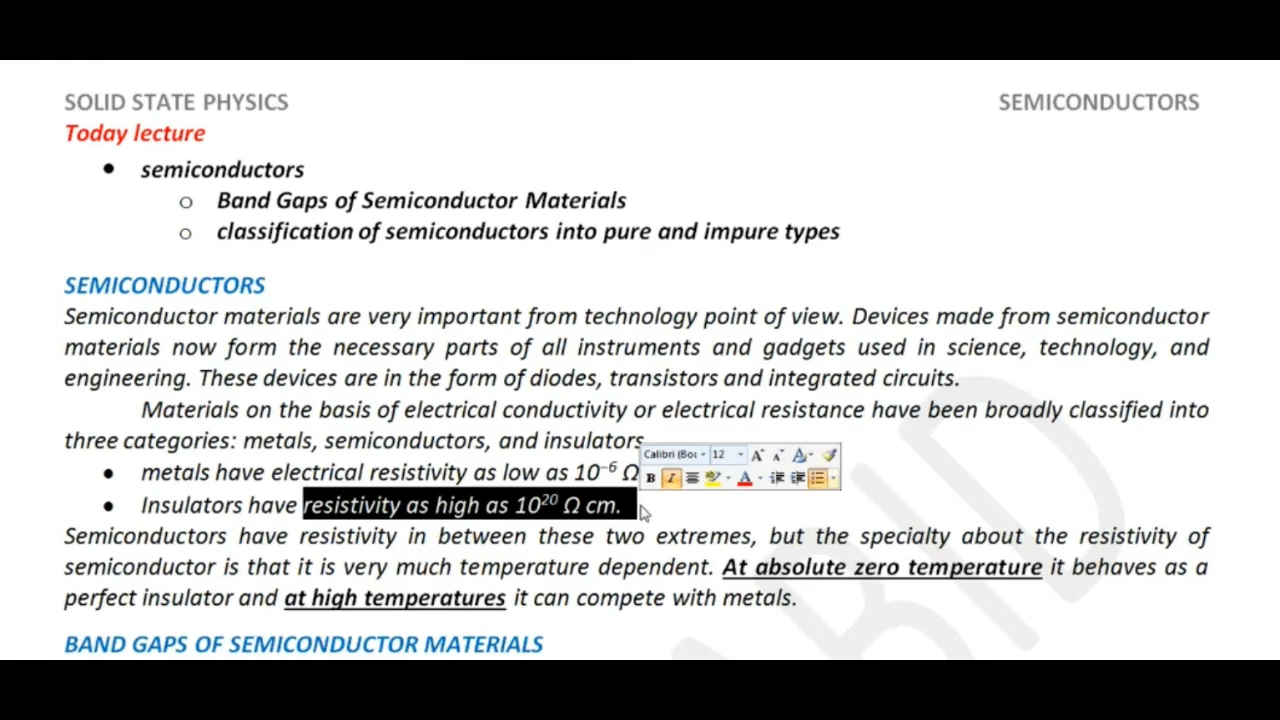 SOLID STATE PHYSICS SEMICONDUCTORS
Today lecture
• semiconductors
o Band Gaps of Semiconductor Materials
o classification of semiconductors into pure and impure types
SEMICONDUCTORS
Semiconductor materials are very important from technology point of view. Devices made from semiconductor
materials now form the necessary parts of all instruments and gadgets used in science, technology, and
engineering. These devices are in the form of diodes, transistors and integrated circuits.
Materials on the basis of electrical conductivity or electrical resistance have been broadly classified into
three categories: metals, semiconductors, and insulators
Calibri (Boc 12
• metals have electrical resistivity as low as 10⁻⁶ Ω
B I A
• Insulators have resistivity as high as 10²⁰ Ω cm.
Semiconductors have resistivity in between these two extremes, but the specialty about the resistivity of
semiconductor is that it is very much temperature dependent. At absolute zero temperature it behaves as a
perfect insulator and at high temperatures it can compete with metals.
BAND GAPS OF SEMICONDUCTOR MATERIALS